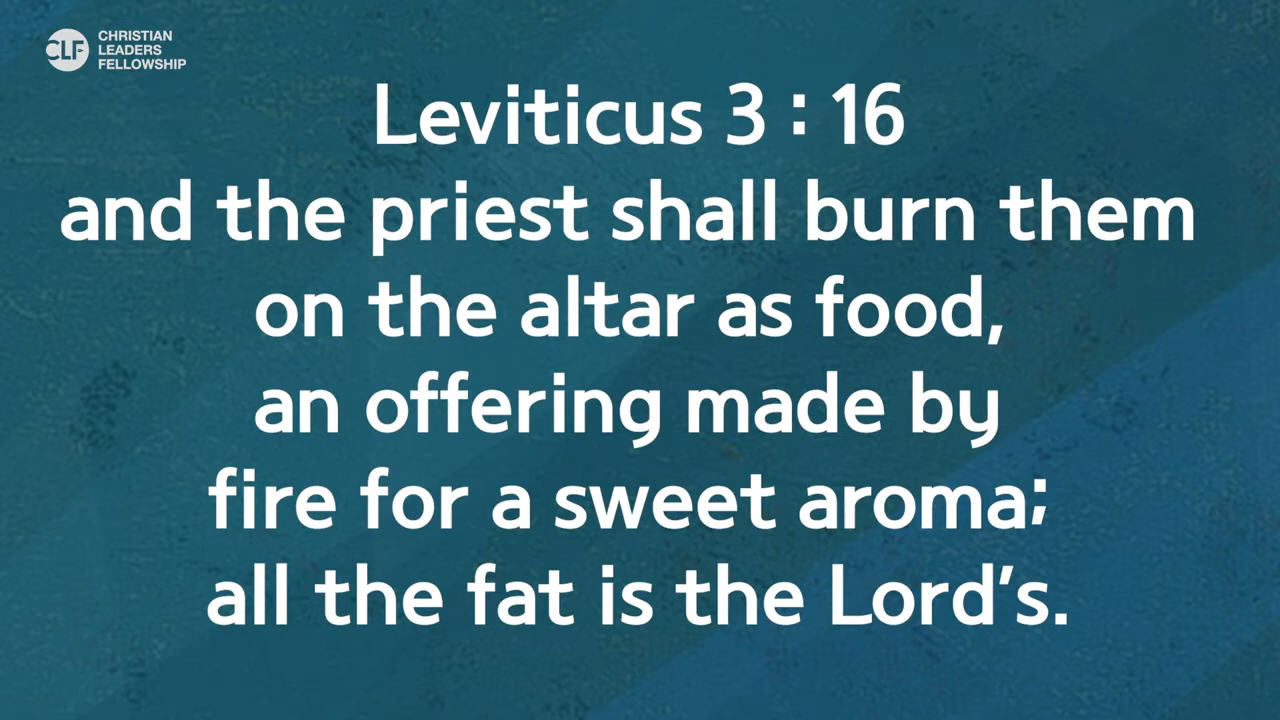 CLF
CHRISTIAN
LEADERS
FELLOWSHIP
Leviticus 3 : 16
and the priest shall burn them
on the altar as food,
an offering made by
fire for a sweet aroma;
all the fat is the Lord’s.